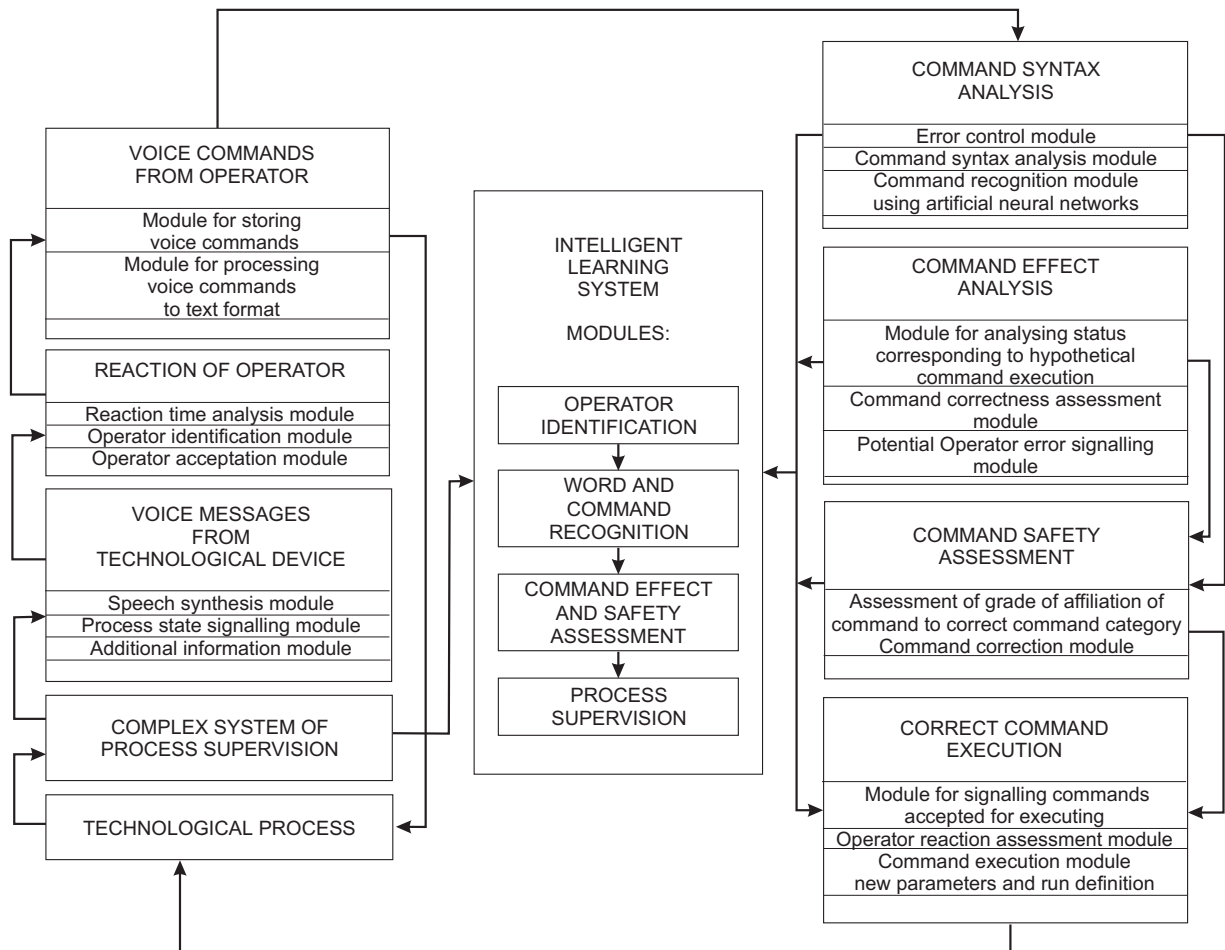 VOICE COMMANDS
FROM OPERATOR
Module for storing
voice commands
Module for processing
voice commands
to text format
REACTION OF OPERATOR
Reaction time analysis module
Operator identification module
Operator acceptation module
VOICE MESSAGES
FROM
TECHNOLOGICAL DEVICE
Speech synthesis module
Process state signalling module
Additional information module
COMPLEX SYSTEM OF
PROCESS SUPERVISION
TECHNOLOGICAL PROCESS
INTELLIGENT
LEARNING
SYSTEM
MODULES:
OPERATOR
IDENTIFICATION
WORD AND
COMMAND
RECOGNITION
COMMAND EFFECT
AND SAFETY
ASSESSMENT
PROCESS
SUPERVISION
COMMAND SYNTAX
ANALYSIS
Error control module
Command syntax analysis module
Command recognition module
using artificial neural networks
COMMAND EFFECT
ANALYSIS
Module for analysing status
corresponding to hypothetical
command execution
Command correctness assessment
module
Potential Operator error signalling
module
COMMAND SAFETY
ASSESSMENT
Assessment of grade of affiliation of
command to correct command category
Command correction module
CORRECT COMMAND
EXECUTION
Module for signalling commands
accepted for executing
Operator reaction assessment module
Command execution module
new parameters and run definition